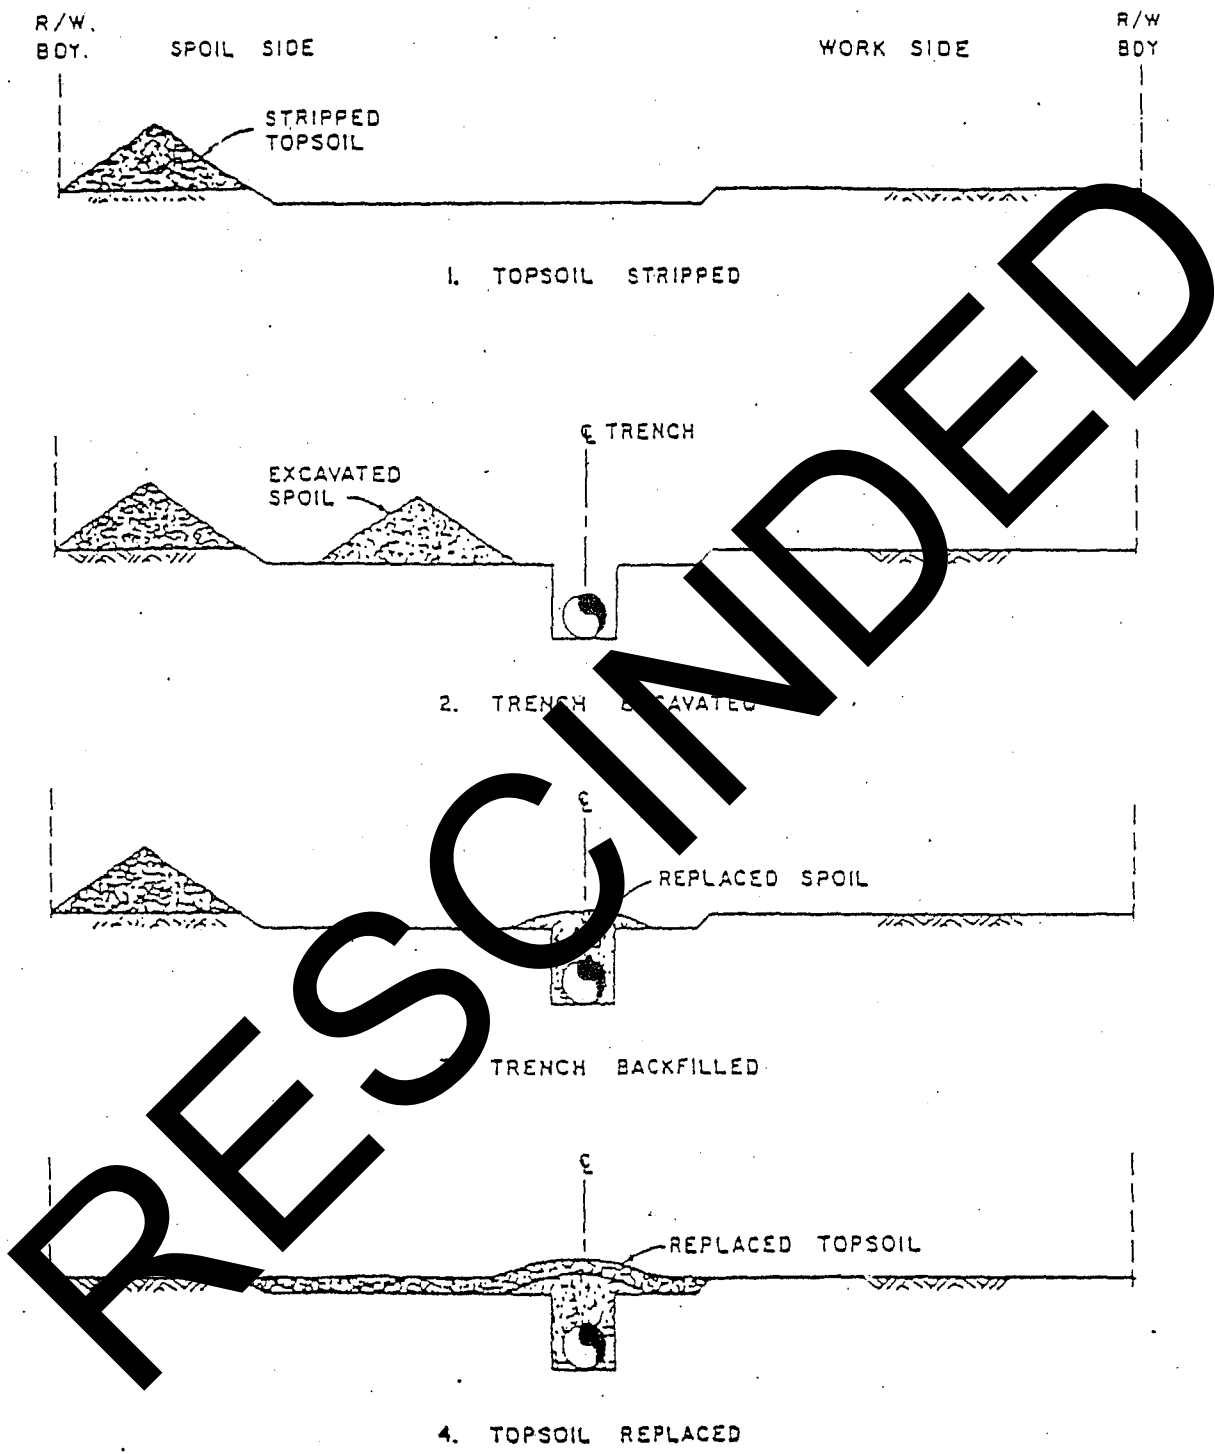 R/W.
BDY.
SPOIL SIDE
WORK SIDE
R/W
BDY
STRIPPED
TOPSOIL
1. TOPSOIL STRIPPED
℄ TRENCH
EXCAVATED
SPOIL
2. TRENCH EXCAVATED
℄
REPLACED SPOIL
TRENCH BACKFILLED
℄
REPLACED TOPSOIL
4. TOPSOIL REPLACED
RESCINDED